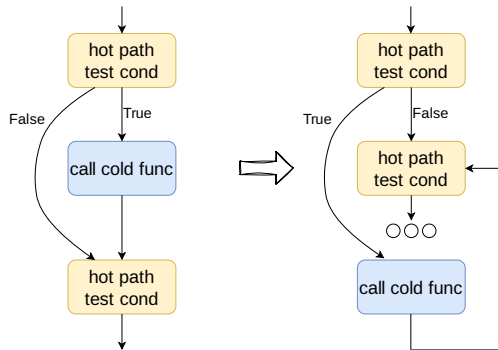 hot path
test cond
False
True
call cold func
hot path
test cond
hot path
test cond
True
False
hot path
test cond
call cold func